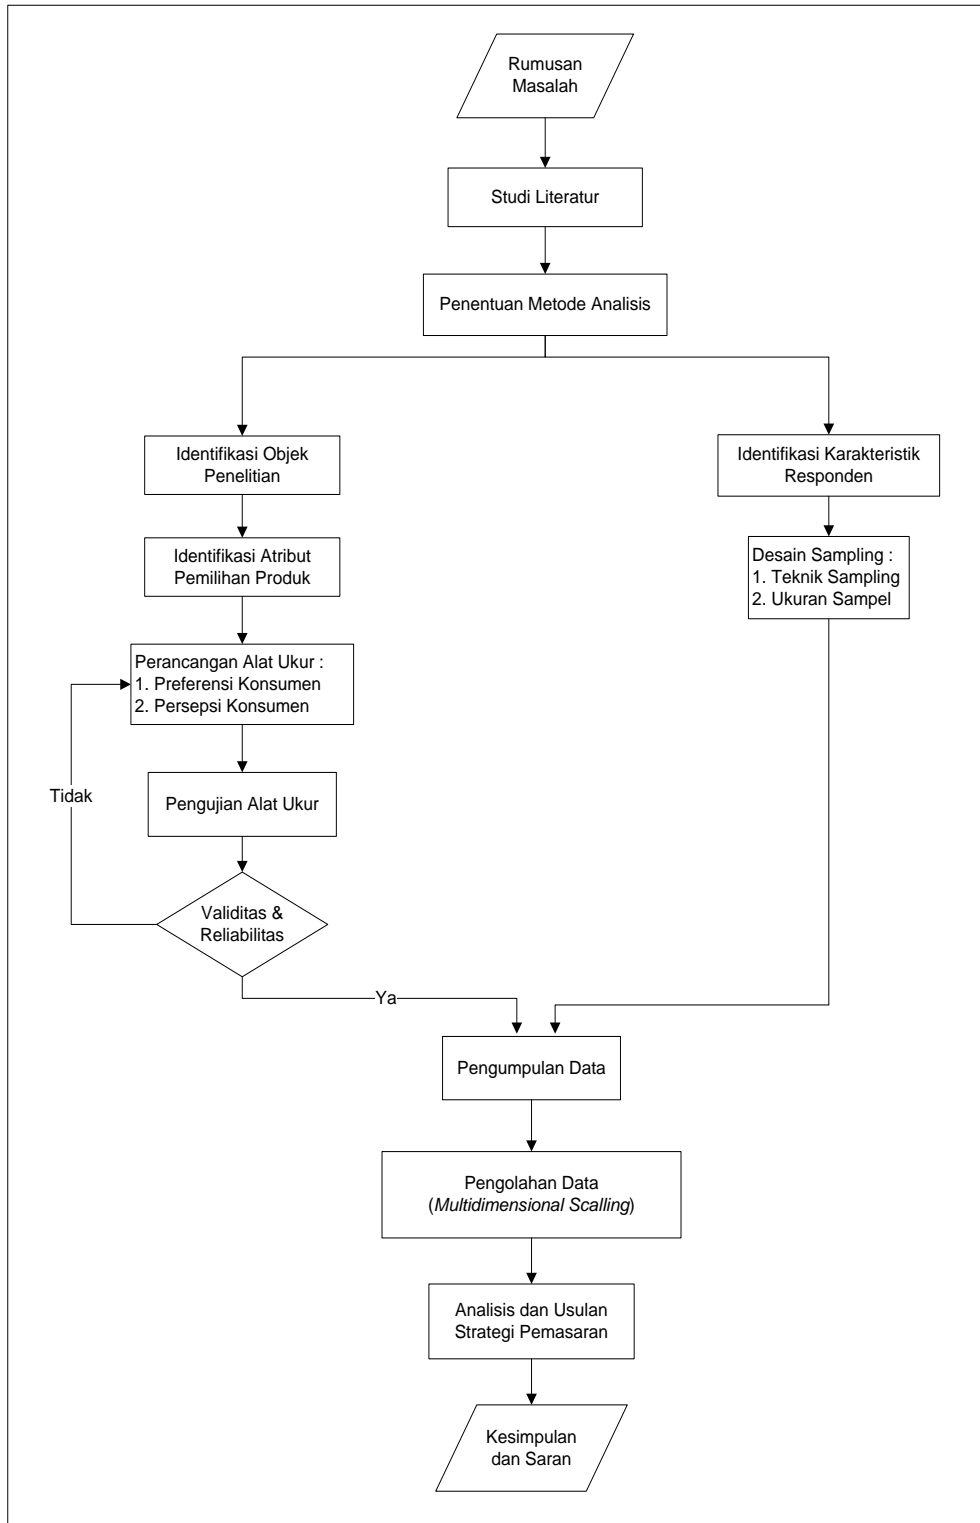 Rumusan
Masalah
Studi Literatur
Penentuan Metode Analisis
Identifikasi Objek
Penelitian
Identifikasi Karakteristik
Responden
Identifikasi Atribut
Pemilihan Produk
Desain Sampling :
1. Teknik Sampling
2. Ukuran Sampel
Perancangan Alat Ukur :
1. Preferensi Konsumen
2. Persepsi Konsumen
Tidak
Pengujian Alat Ukur
Validitas &
Reliabilitas
Ya
Pengumpulan Data
Pengolahan Data
(Multidimensional Scalling)
Analisis dan Usulan
Strategi Pemasaran
Kesimpulan
dan Saran